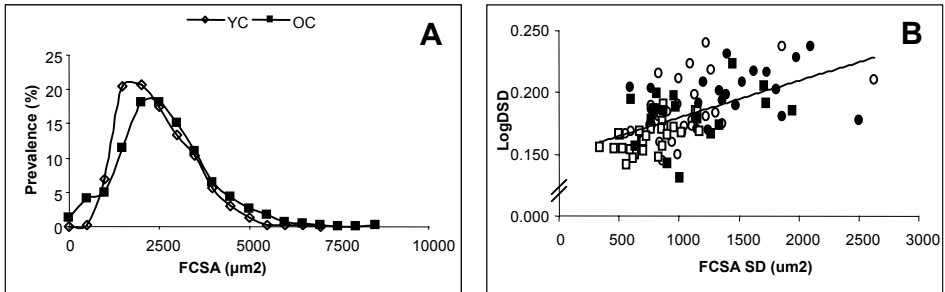 YC OC
A
25
20
15
10
5
0
Prevalence (%)
0 2500 5000 7500 10000
FCSA (µm2)
B
0.250
0.200
0.150
0.000
LogDSD
0 500 1000 1500 2000 2500 3000
FCSA SD (um2)